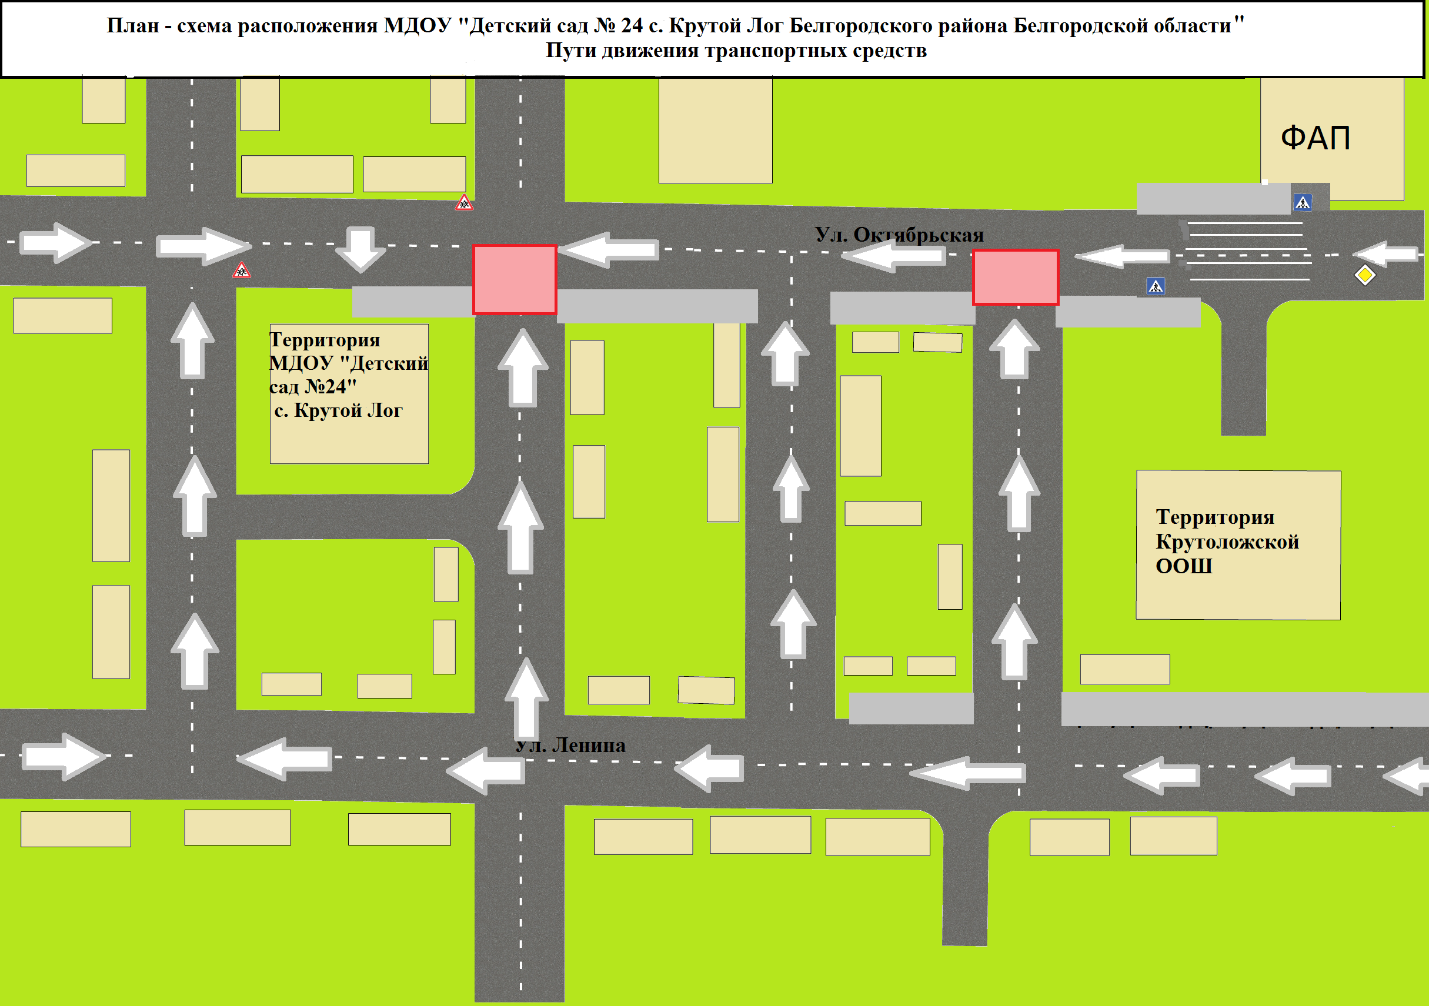 План - схема расположения МДОУ "Детский сад № 24 с. Крутой Лог Белгородского района Белгородской области"
Пути движения транспортных средств
ФАП
Ул. Октябрьская
Территория
МДОУ "Детский
сад №24"
с. Крутой Лог
Территория
Крутоложской
ООШ
Ул. Ленина